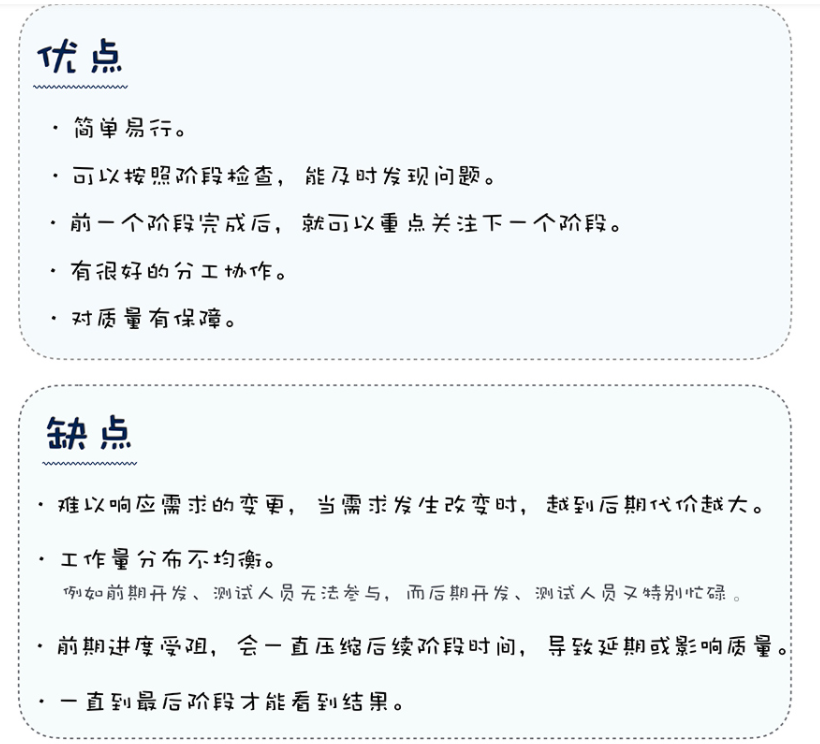 优点
· 简单易行。
· 可以按照阶段检查，能及时发现问题。
· 前一个阶段完成后，就可以重点关注下一个阶段。
· 有很好的分工协作。
· 对质量有保障。
缺点
· 难以响应需求的变更，当需求发生改变时，越到后期代价越大。
· 工作量分布不均衡。
例如前期开发、测试人员无法参与，而后期开发、测试人员又特别忙碌。
· 前期进度受阻，会一直压缩后续阶段时间，导致延期或影响质量。
· 一直到最后阶段才能看到结果。